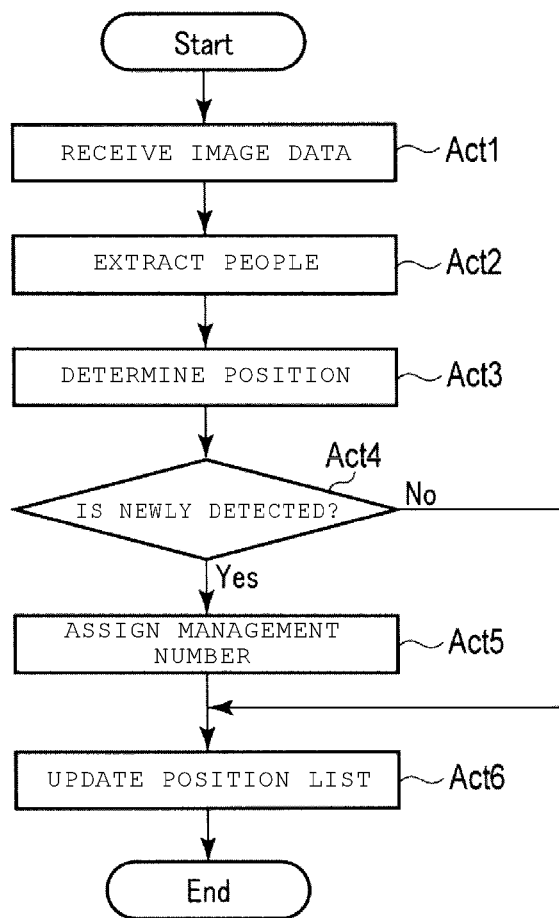 Start
RECEIVE IMAGE DATA
Act1
EXTRACT PEOPLE
Act2
DETERMINE POSITION
Act3
Act4
IS NEWLY DETECTED?
No
Yes
ASSIGN MANAGEMENT
NUMBER
Act5
UPDATE POSITION LIST
Act6
End